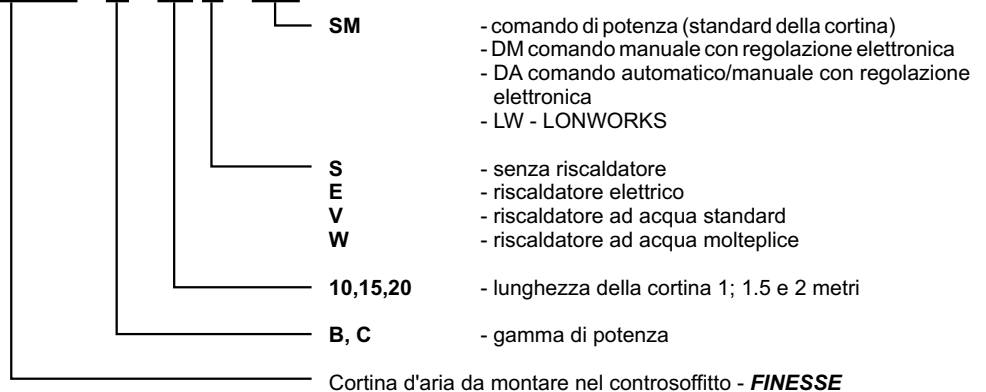 SM - comando di potenza (standard della cortina)
- DM comando manuale con regolazione elettronica
- DA comando automatico/manuale con regolazione
elettronica
- LW - LONWORKS
S - senza riscaldatore
E - riscaldatore elettrico
V - riscaldatore ad acqua standard
W - riscaldatore ad acqua molteplice
10,15,20 - lunghezza della cortina 1; 1.5 e 2 metri
B, C - gamma di potenza
Cortina d'aria da montare nel controsoffitto - FINESSE